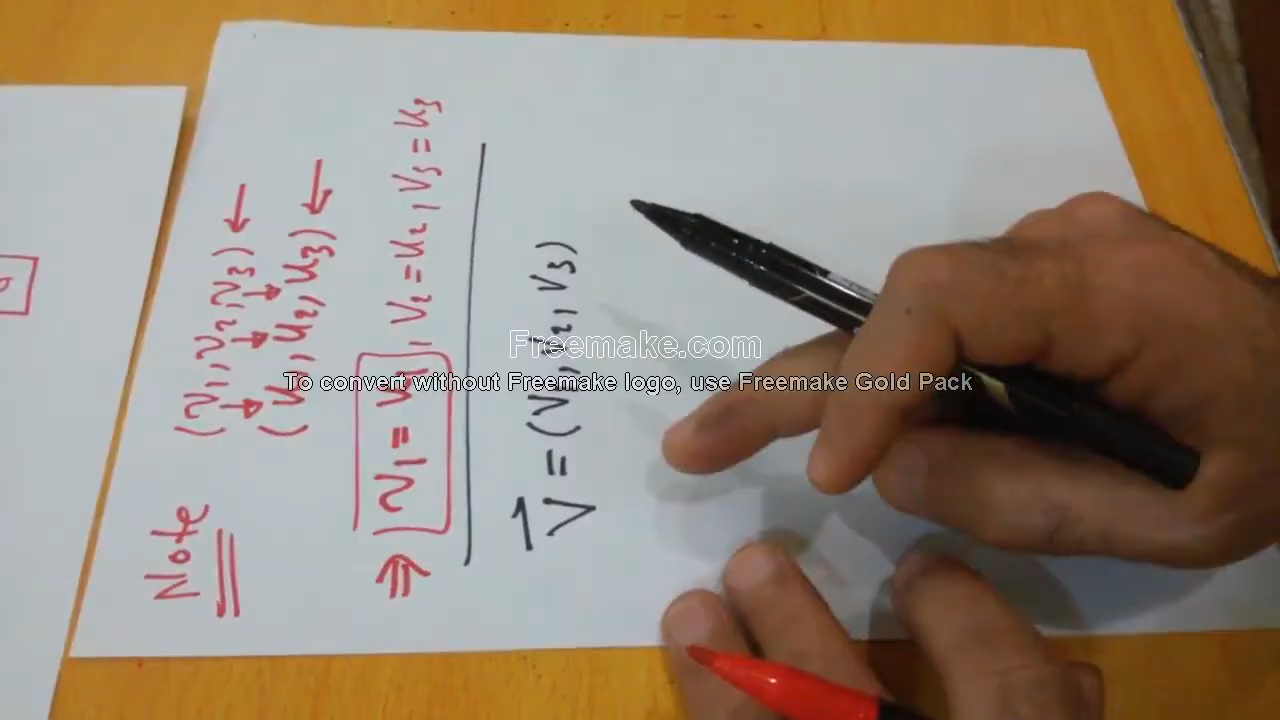 Note
(v1, v2, v3) ←
(u1, u2, u3) ←
⇒ v1 = u1, v2 = u2, v3 = u3
v⃗ = (v1, v2, v3)
Freemake.com
To convert without Freemake logo, use Freemake Gold Pack